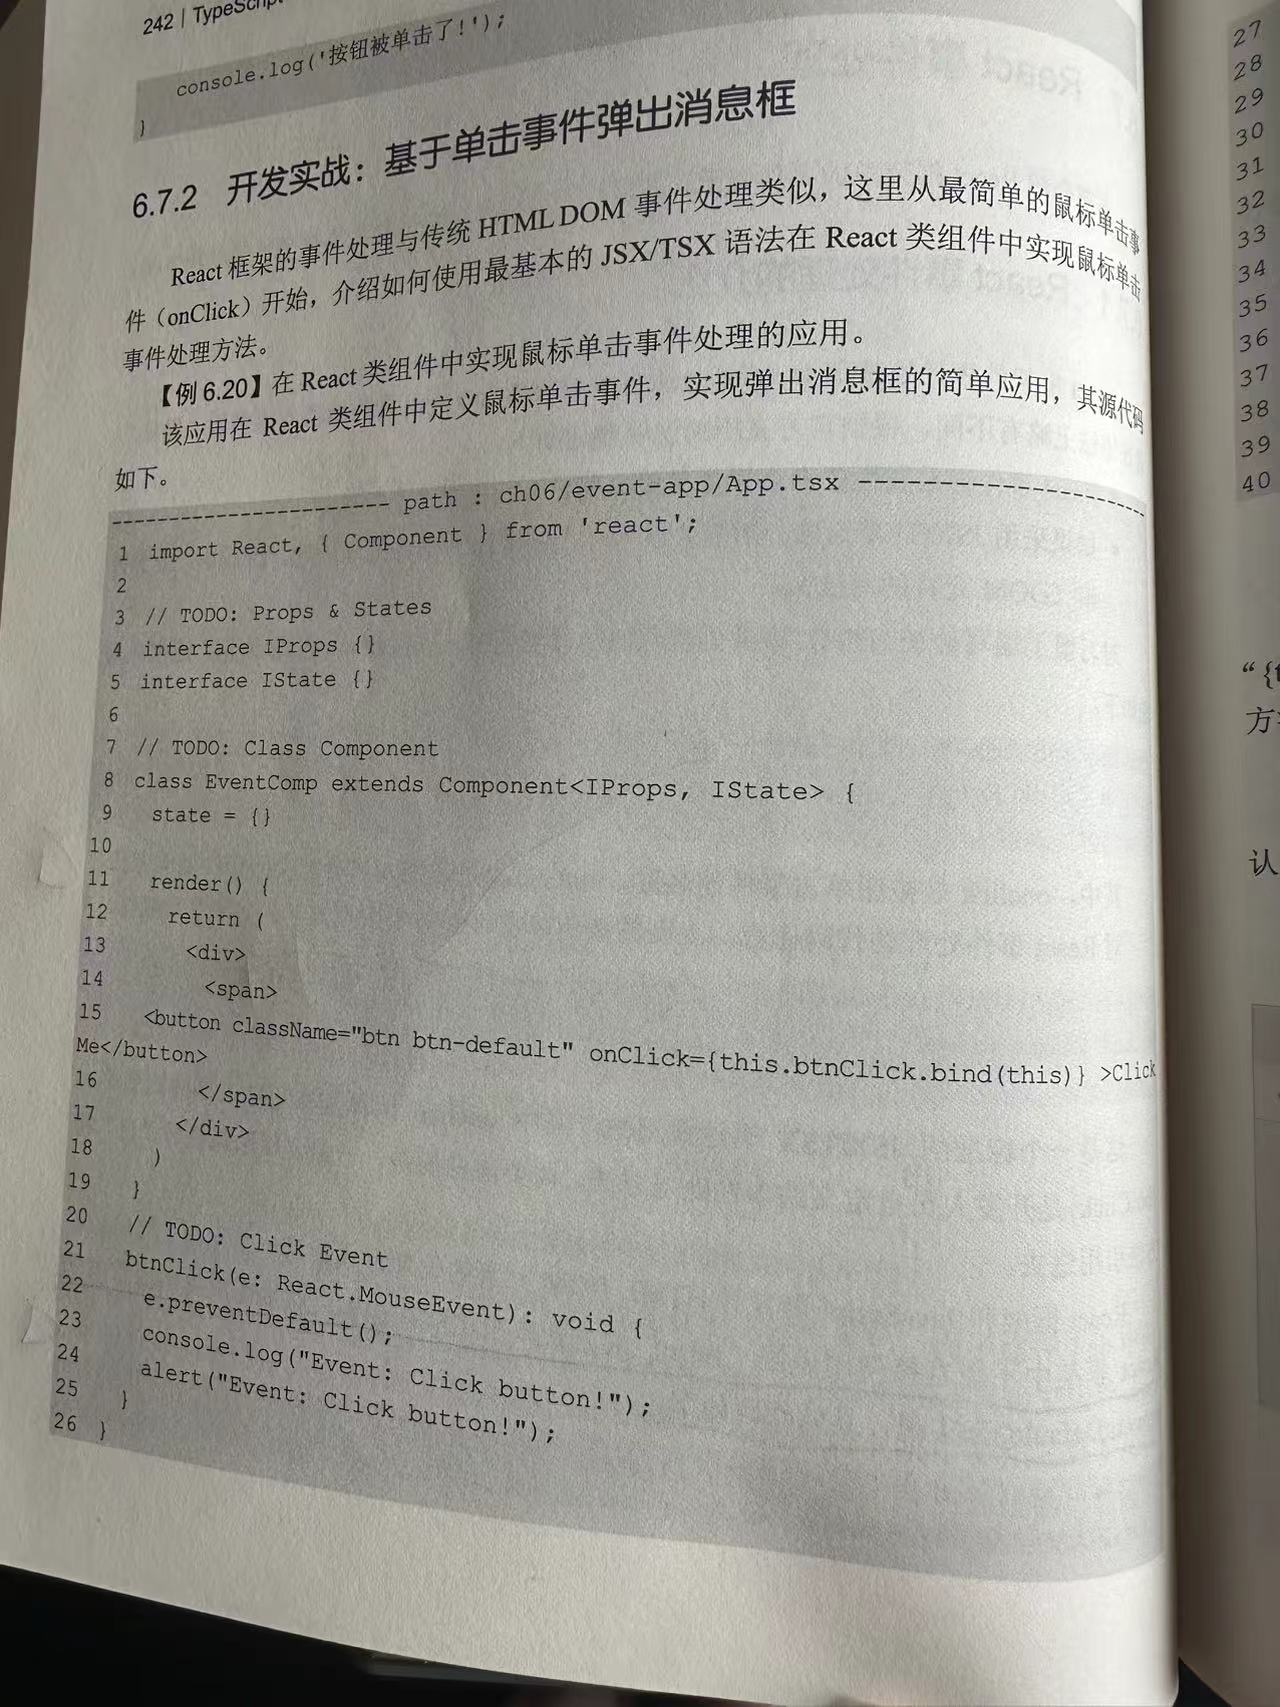 242 | TypeScript
console.log('按钮被单击了!');
}
6.7.2 开发实战：基于单击事件弹出消息框
React 框架的事件处理与传统 HTML DOM 事件处理类似，这里从最简单的鼠标单击事
件（onClick）开始，介绍如何使用最基本的 JSX/TSX 语法在 React 类组件中实现鼠标单击
事件处理方法。
【例 6.20】在 React 类组件中实现鼠标单击事件处理的应用。
该应用在 React 类组件中定义鼠标单击事件，实现弹出消息框的简单应用，其源代码
如下。
---------------------- path : ch06/event-app/App.tsx ----------------------
1 import React, { Component } from 'react';
2
3 // TODO: Props & States
4 interface IProps {}
5 interface IState {}
6
7 // TODO: Class Component
8 class EventComp extends Component<IProps, IState> {
9 state = {}
10
11 render() {
12 return (
13 <div>
14 <span>
15 <button className="btn btn-default" onClick={this.btnClick.bind(this)} >Click
Me</button>
16 </span>
17 </div>
18 )
19 }
20 // TODO: Click Event
21 btnClick(e: React.MouseEvent): void {
22 e.preventDefault();
23 console.log("Event: Click button!");
24 alert("Event: Click button!");
25 }
26 }
27
28
29
30
31
32
33
34
35
36
37
38
39
40
“{
方
认